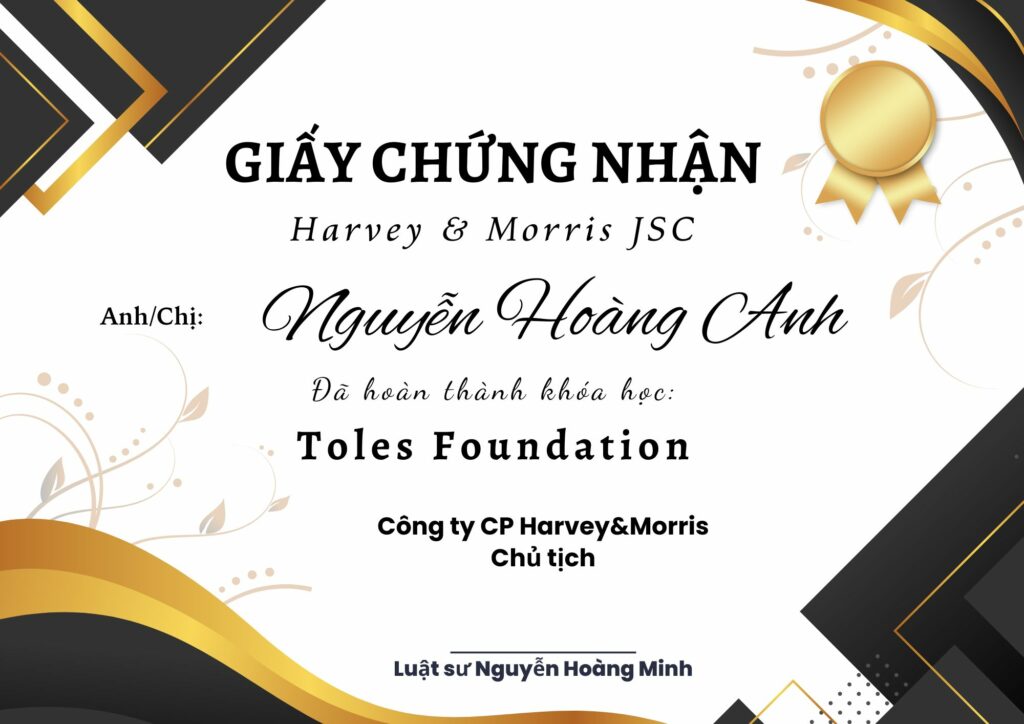 GIẤY CHỨNG NHẬN
Harvey & Morris JSC
Anh/Chị: Nguyễn Hoàng Anh
Đã hoàn thành khóa học:
Toles Foundation
Công ty CP Harvey&Morris
Chủ tịch
Luật sư Nguyễn Hoàng Minh